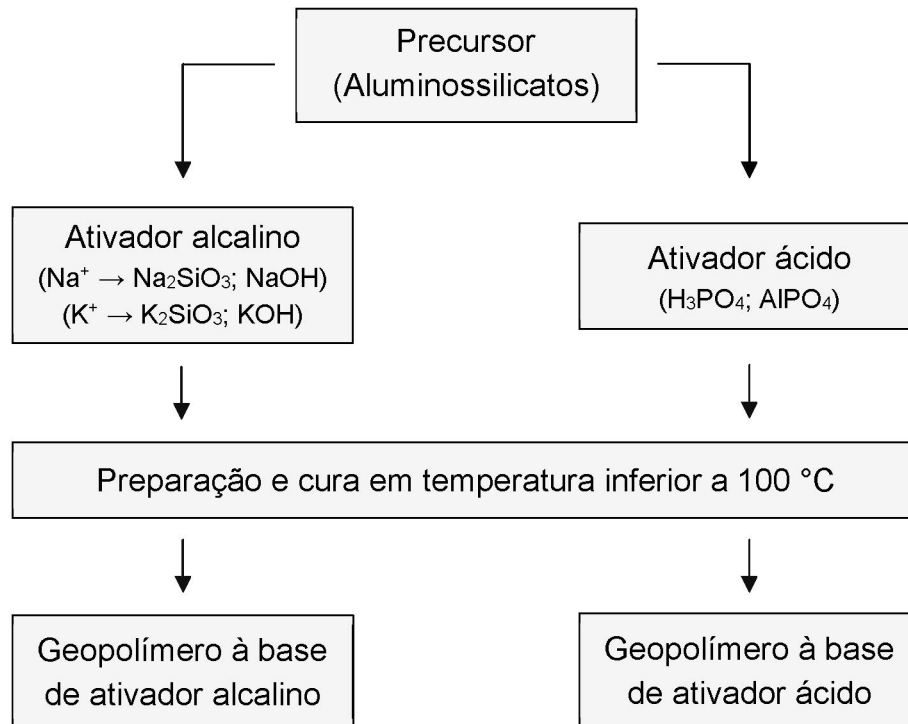 Precursor
(Aluminossilicatos)
Ativador alcalino
(Na⁺ → Na₂SiO₃; NaOH)
(K⁺ → K₂SiO₃; KOH)
Ativador ácido
(H₃PO₄; AlPO₄)
Preparação e cura em temperatura inferior a 100 °C
Geopolímero à base
de ativador alcalino
Geopolímero à base
de ativador ácido